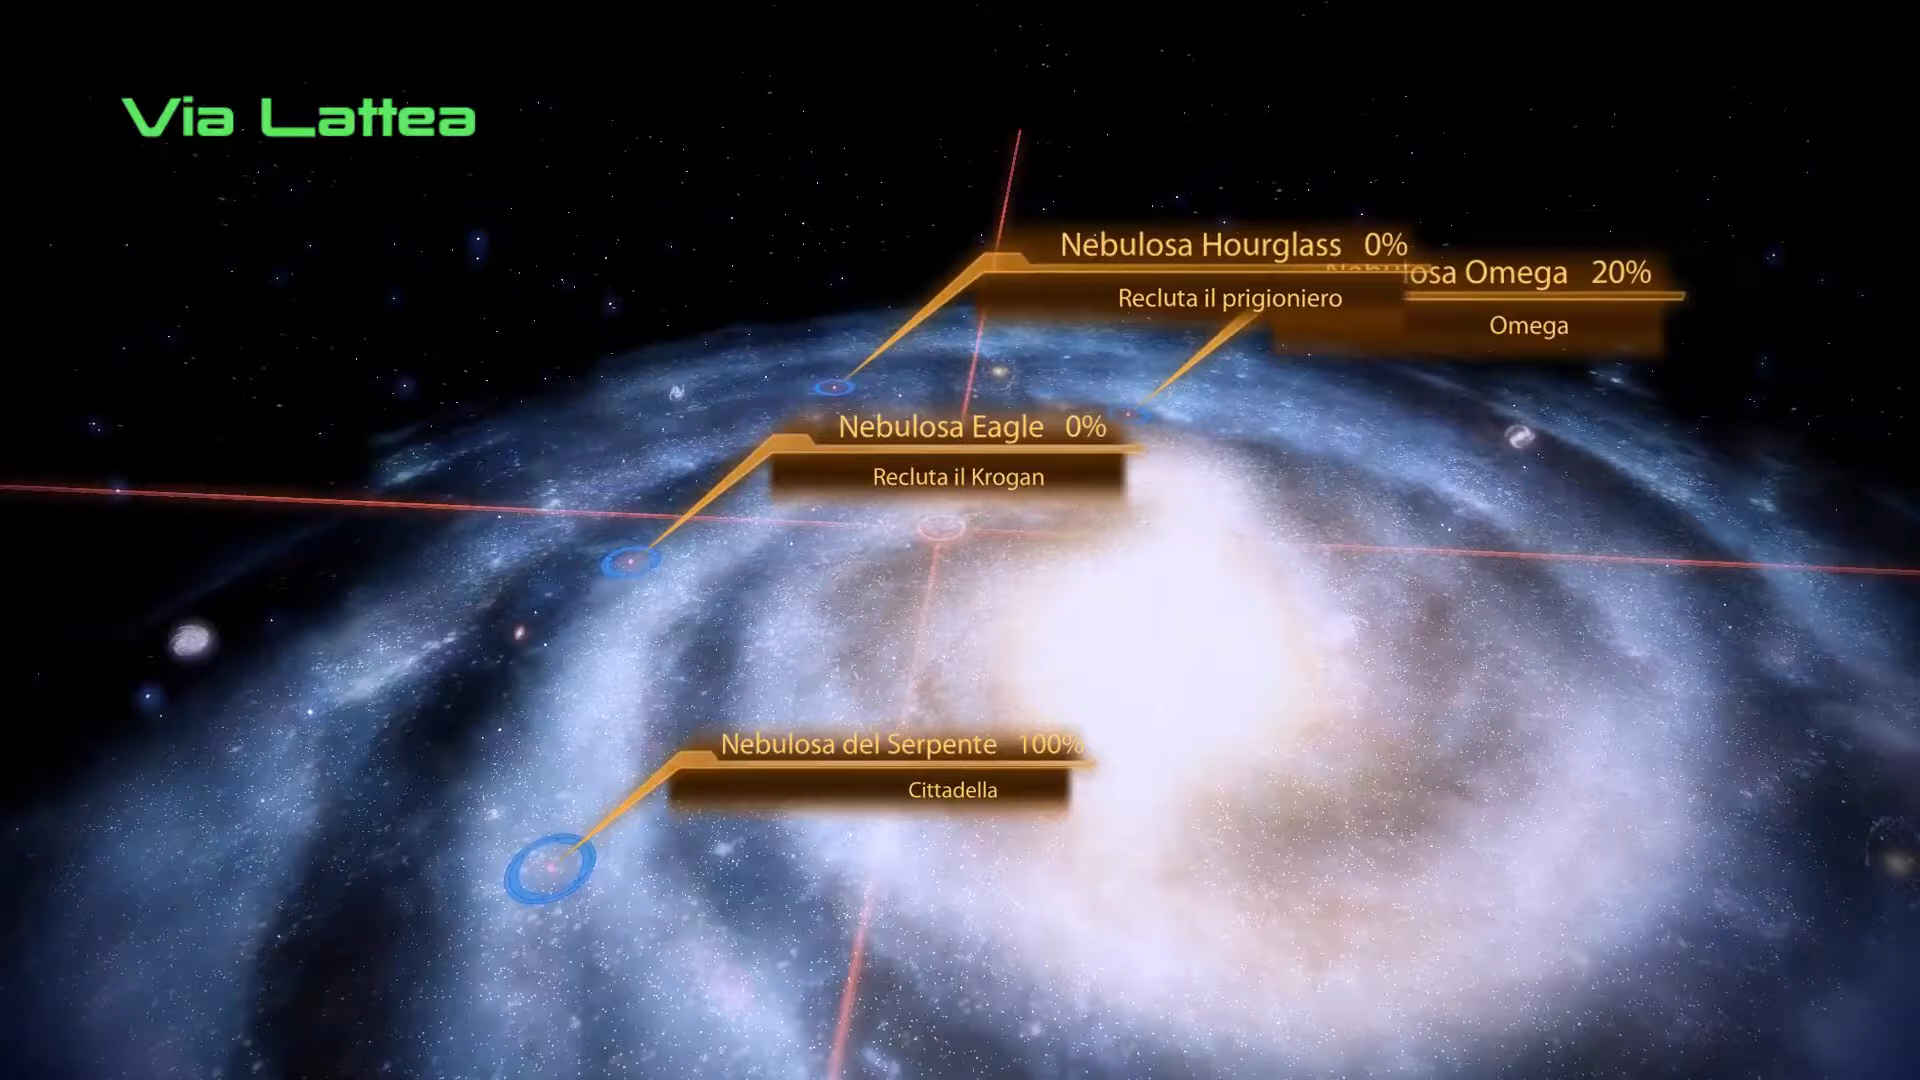 Via Lattea
Nebulosa Hourglass 0%
Recluta il prigioniero
Nebulosa Omega 20%
Omega
Nebulosa Eagle 0%
Recluta il Krogan
Nebulosa del Serpente 100%
Cittadella